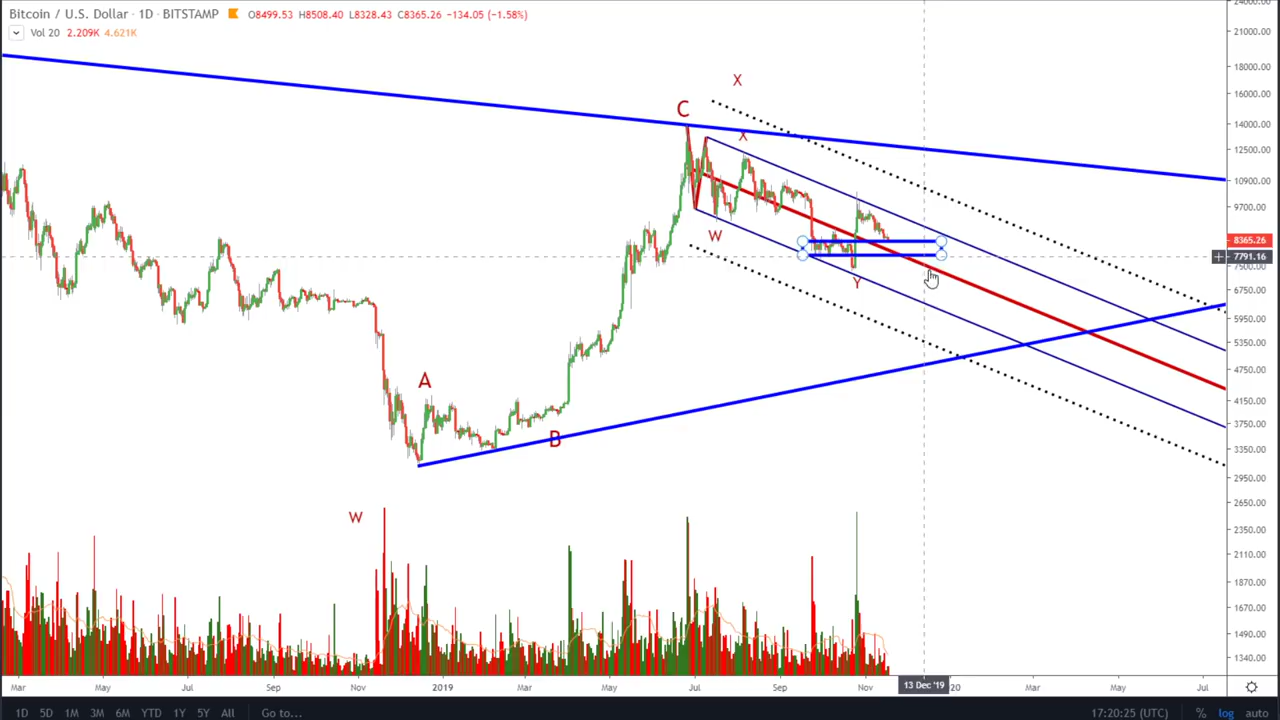 Bitcoin / U.S. Dollar · 1D · BITSTAMP O8499.53 H8508.40 L8328.43 C8365.26 −134.05 (−1.58%)
Vol 20 2.209K 4.621K
21000.00
18000.00
16000.00
14000.00
12500.00
10900.00
9700.00
8365.26
7791.16
6750.00
5950.00
5350.00
4750.00
4150.00
3750.00
3350.00
2950.00
2650.00
2350.00
2110.00
1870.00
1670.00
1490.00
1340.00
X
C
X
W
Y
A
B
W
Mar May Jul Sep Nov 2019 Mar May Jul Sep Nov 13 Dec '19 20 Mar May Jul
1D 5D 1M 3M 6M YTD 1Y 5Y All Go to... 17:20:25 (UTC) % log auto